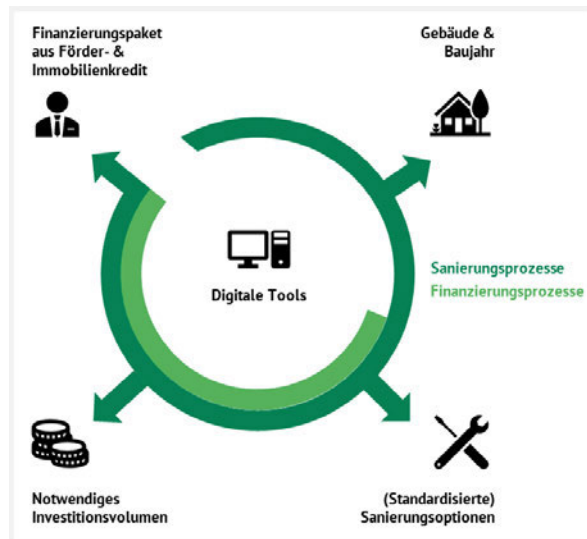 Finanzierungspaket
aus Förder- &
Immobilienkredit
Gebäude &
Baujahr
Digitale Tools
Sanierungsprozesse
Finanzierungsprozesse
Notwendiges
Investitionsvolumen
(Standardisierte)
Sanierungsoptionen